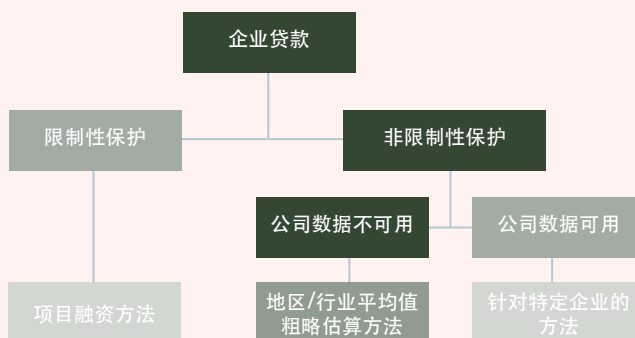 企业贷款
限制性保护
非限制性保护
公司数据不可用
公司数据可用
项目融资方法
地区/行业平均值
粗略估算方法
针对特定企业的
方法